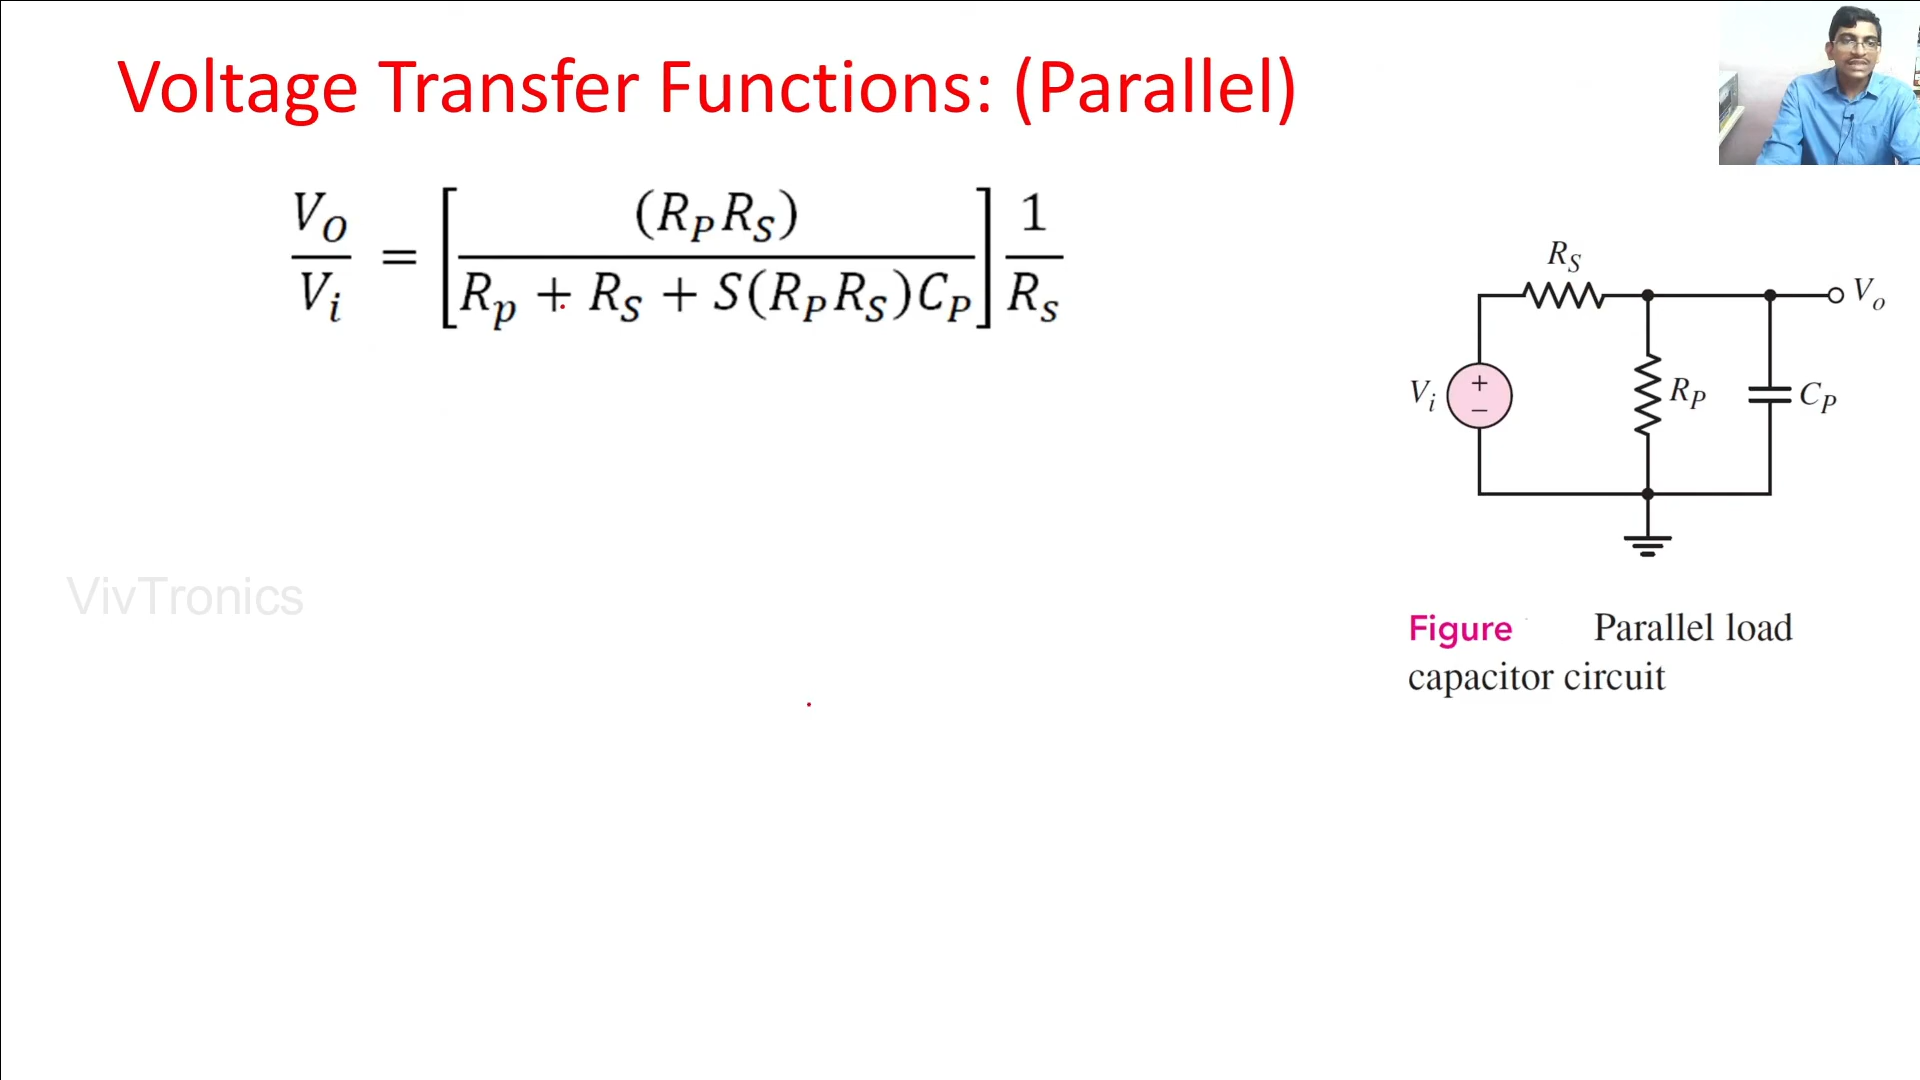 Voltage Transfer Functions: (Parallel)
V_O / V_i = [ (R_P R_S) / (R_p + R_S + S(R_P R_S)C_P) ] 1 / R_s
R_S
V_o
V_i
+
−
R_P
C_P
VivTronics
Figure Parallel load
capacitor circuit